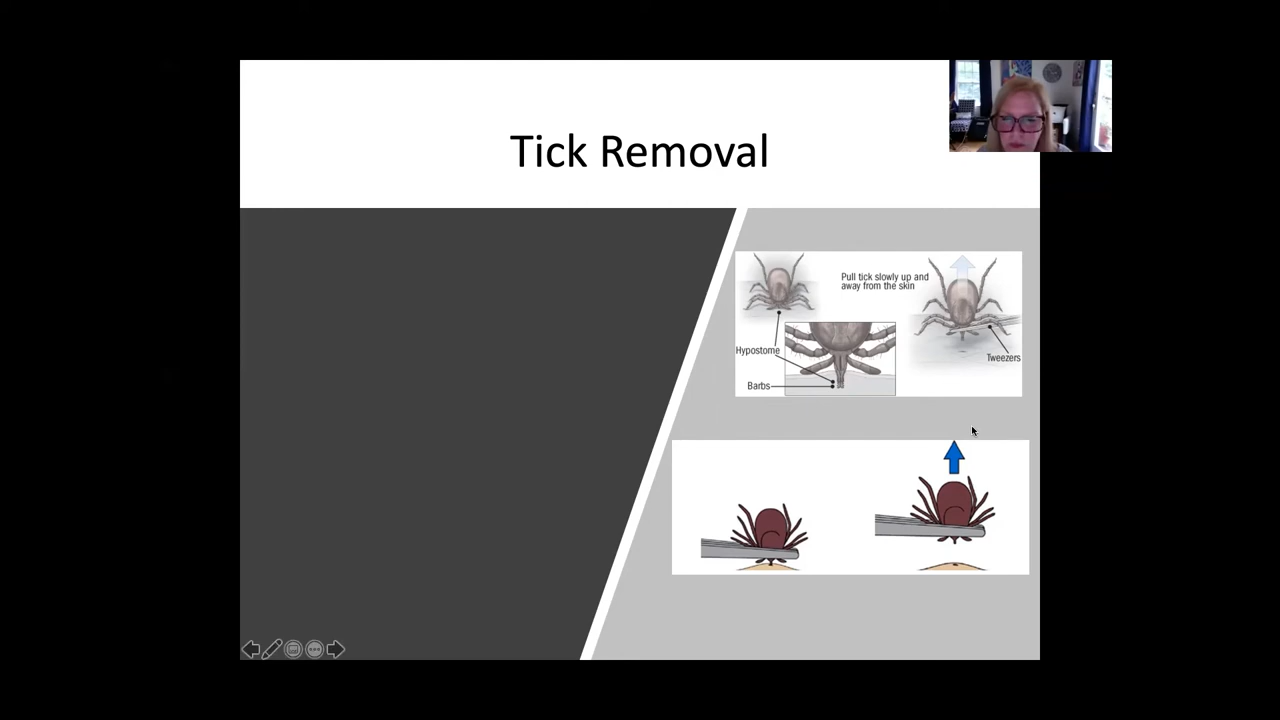 Tick Removal
Pull tick slowly up and
away from the skin
Hypostome
Tweezers
Barbs